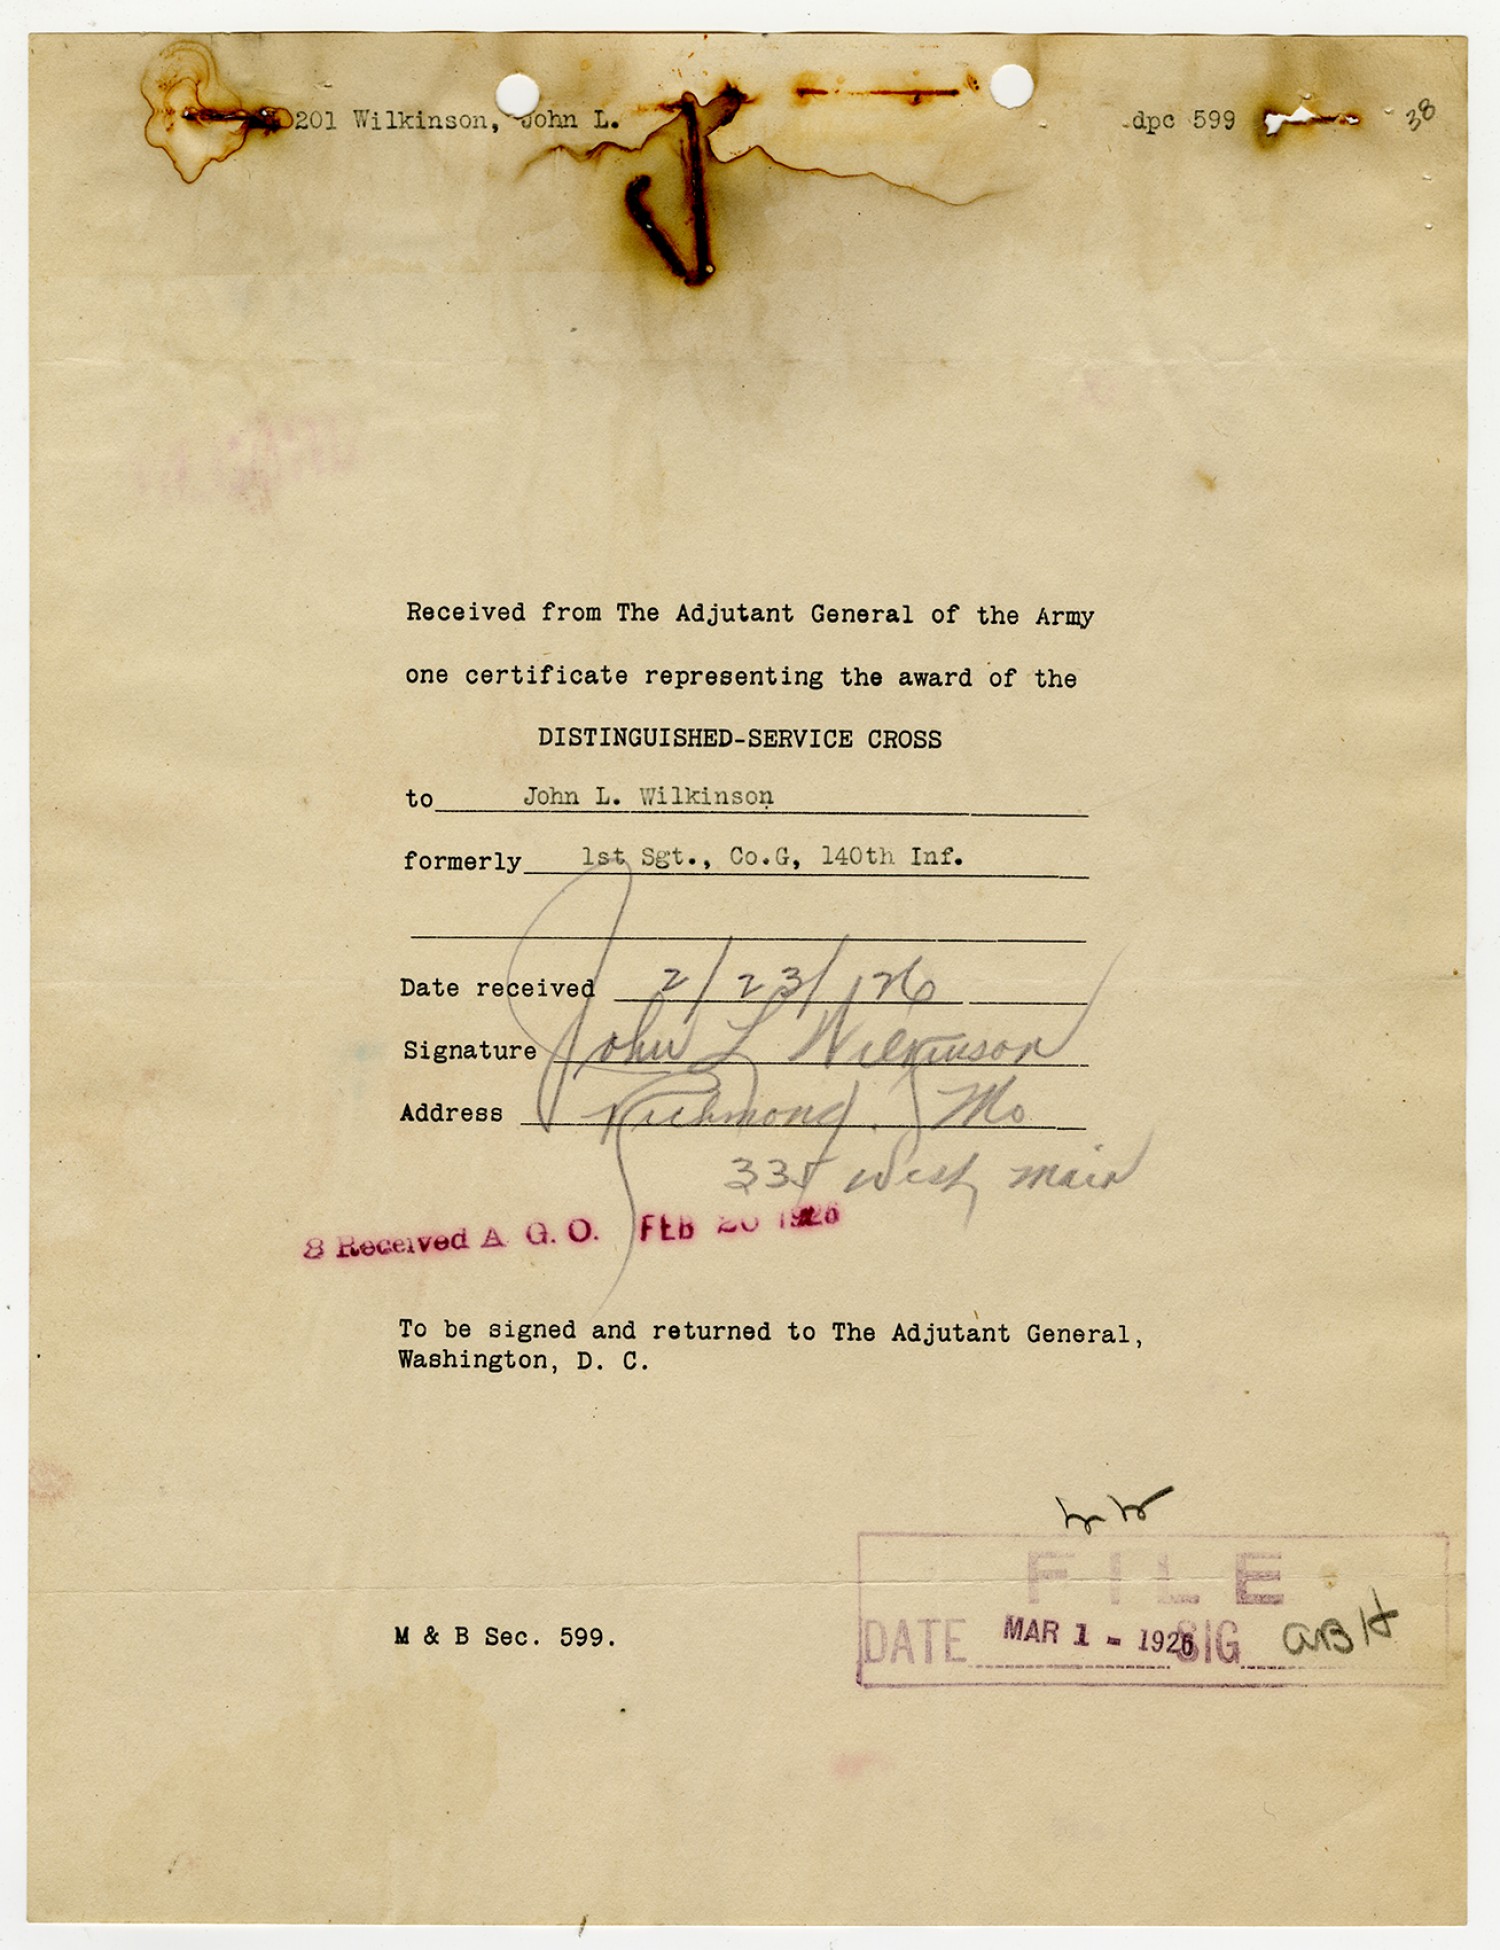 201 Wilkinson, John L. dpc 599 38
Received from The Adjutant General of the Army
one certificate representing the award of the
DISTINGUISHED-SERVICE CROSS
to John L. Wilkinson
formerly 1st Sgt., Co.G, 140th Inf.
Date received 2/23/26
Signature John L Wilkinson
Address Richmond. Mo
West Main
8 Received A. G. O. FEB 1926
To be signed and returned to The Adjutant General,
Washington, D. C.
FILE
M & B Sec. 599.
DATE MAR 1 - 1926 SIG ABH